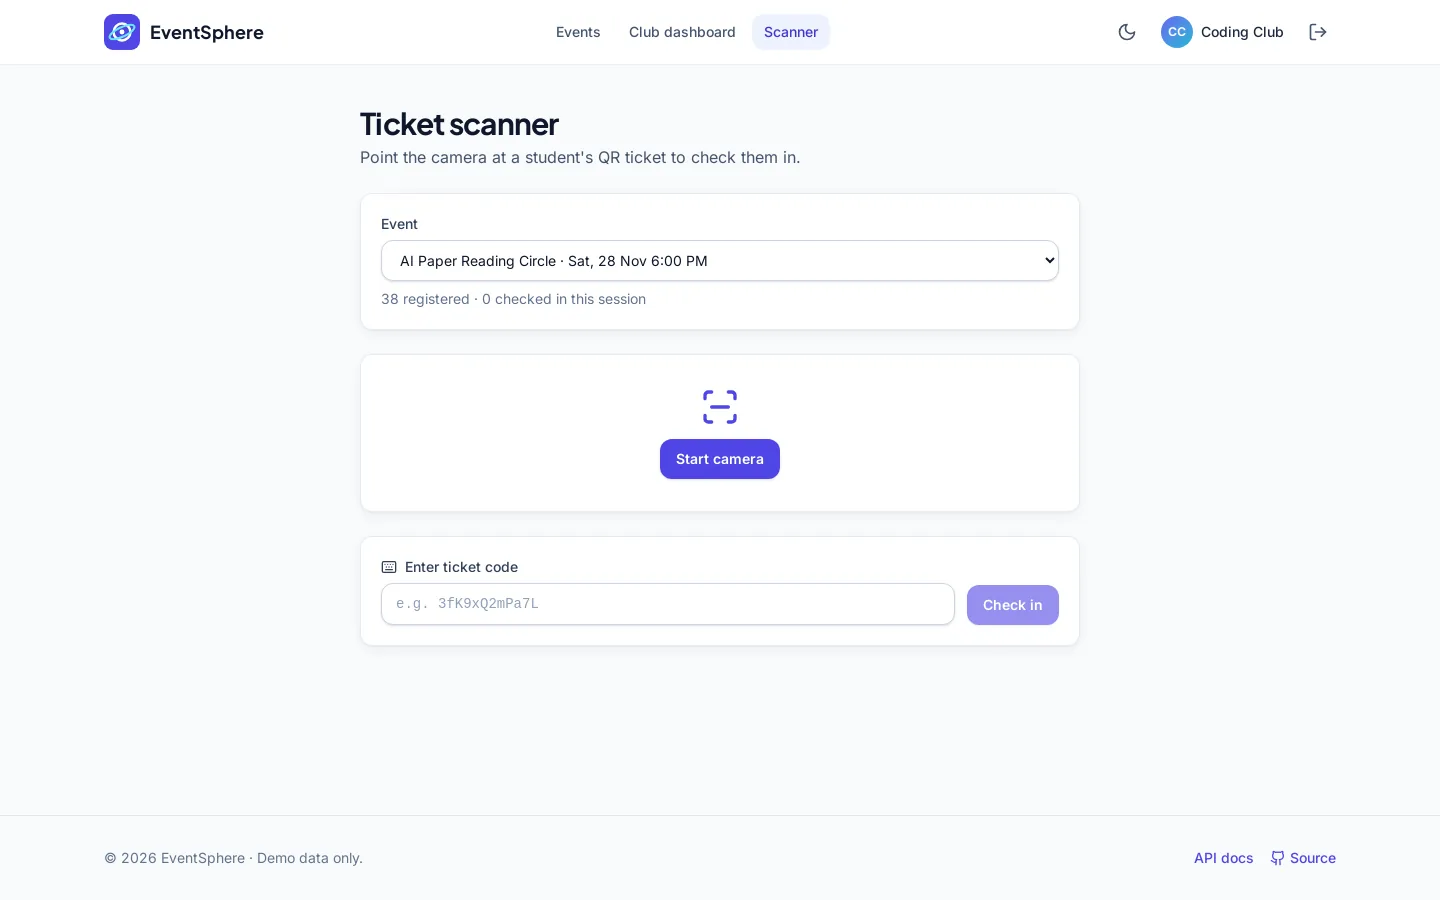 EventSphere
Events
Club dashboard
Scanner
CC
Coding Club
Ticket scanner
Point the camera at a student's QR ticket to check them in.
Event
AI Paper Reading Circle · Sat, 28 Nov 6:00 PM
38 registered · 0 checked in this session
Start camera
Enter ticket code
e.g. 3fK9xQ2mPa7L
Check in
© 2026 EventSphere · Demo data only.
API docs
Source